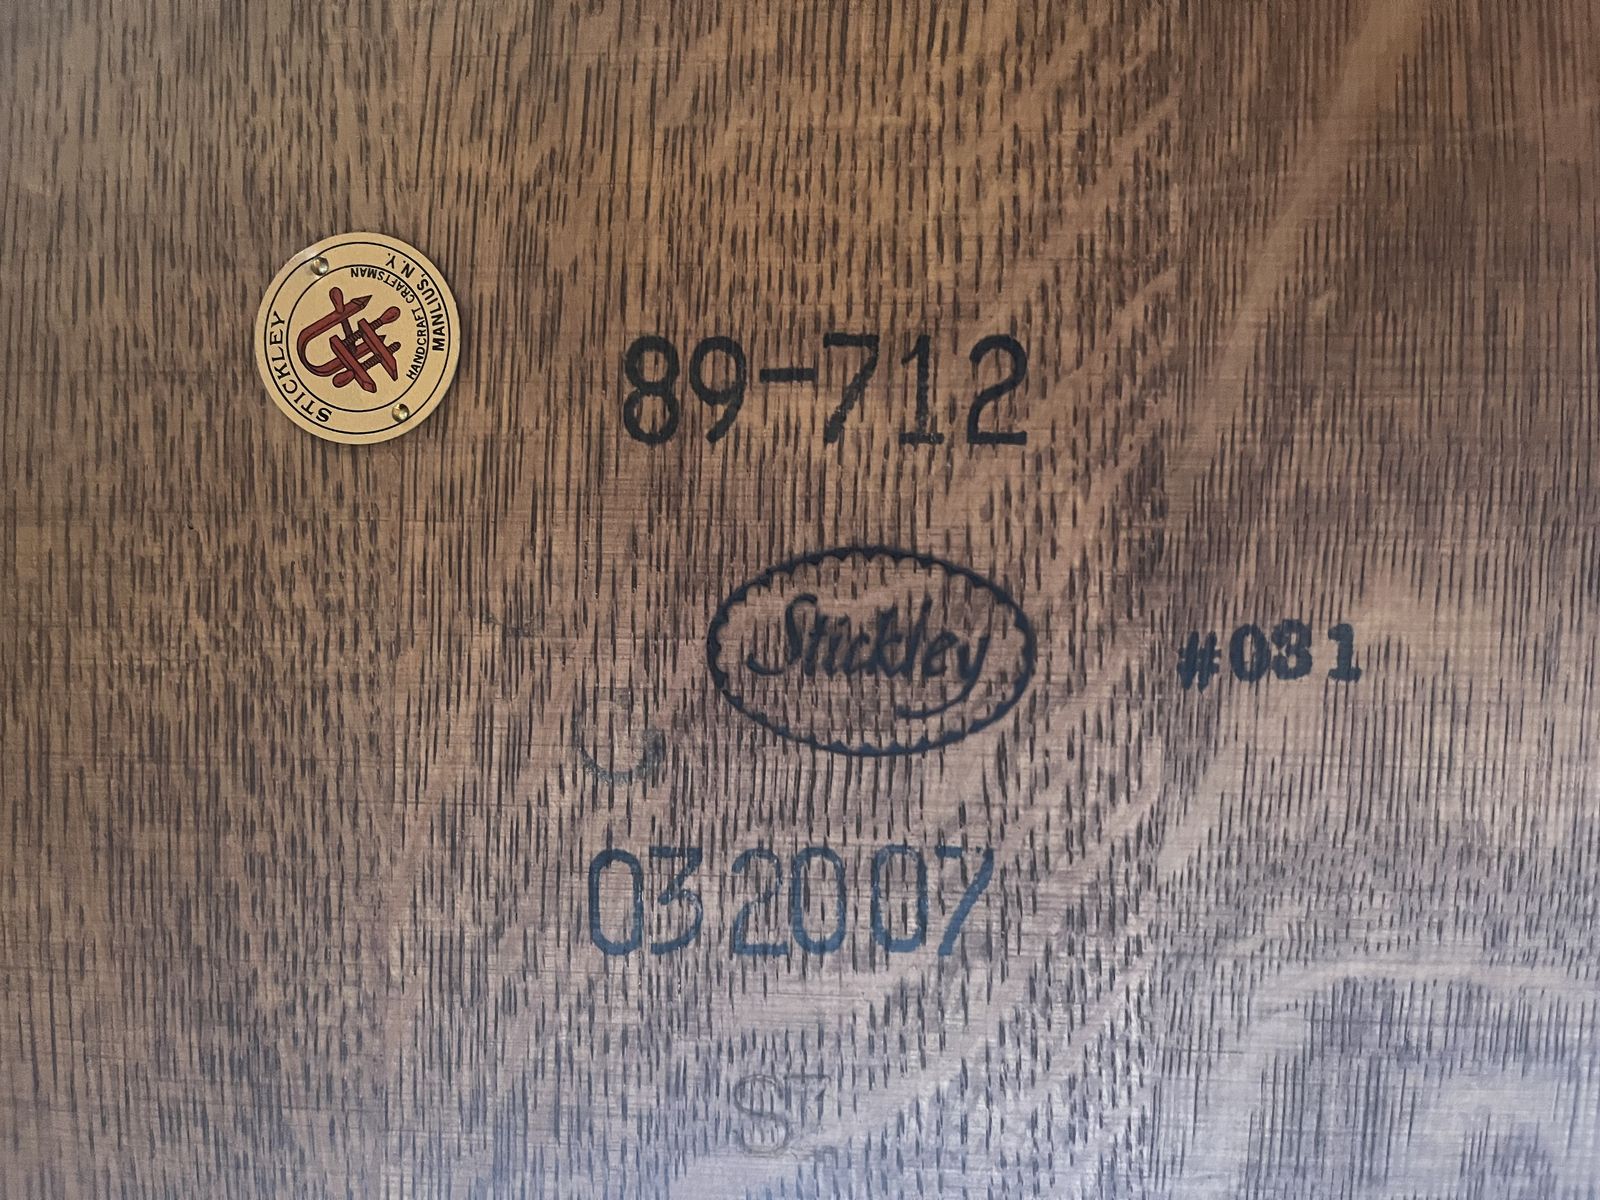 STICKLEY
HANDCRAFT CRAFTSMAN
MANLIUS, N.Y.
89-712
Stickley
#031
032007